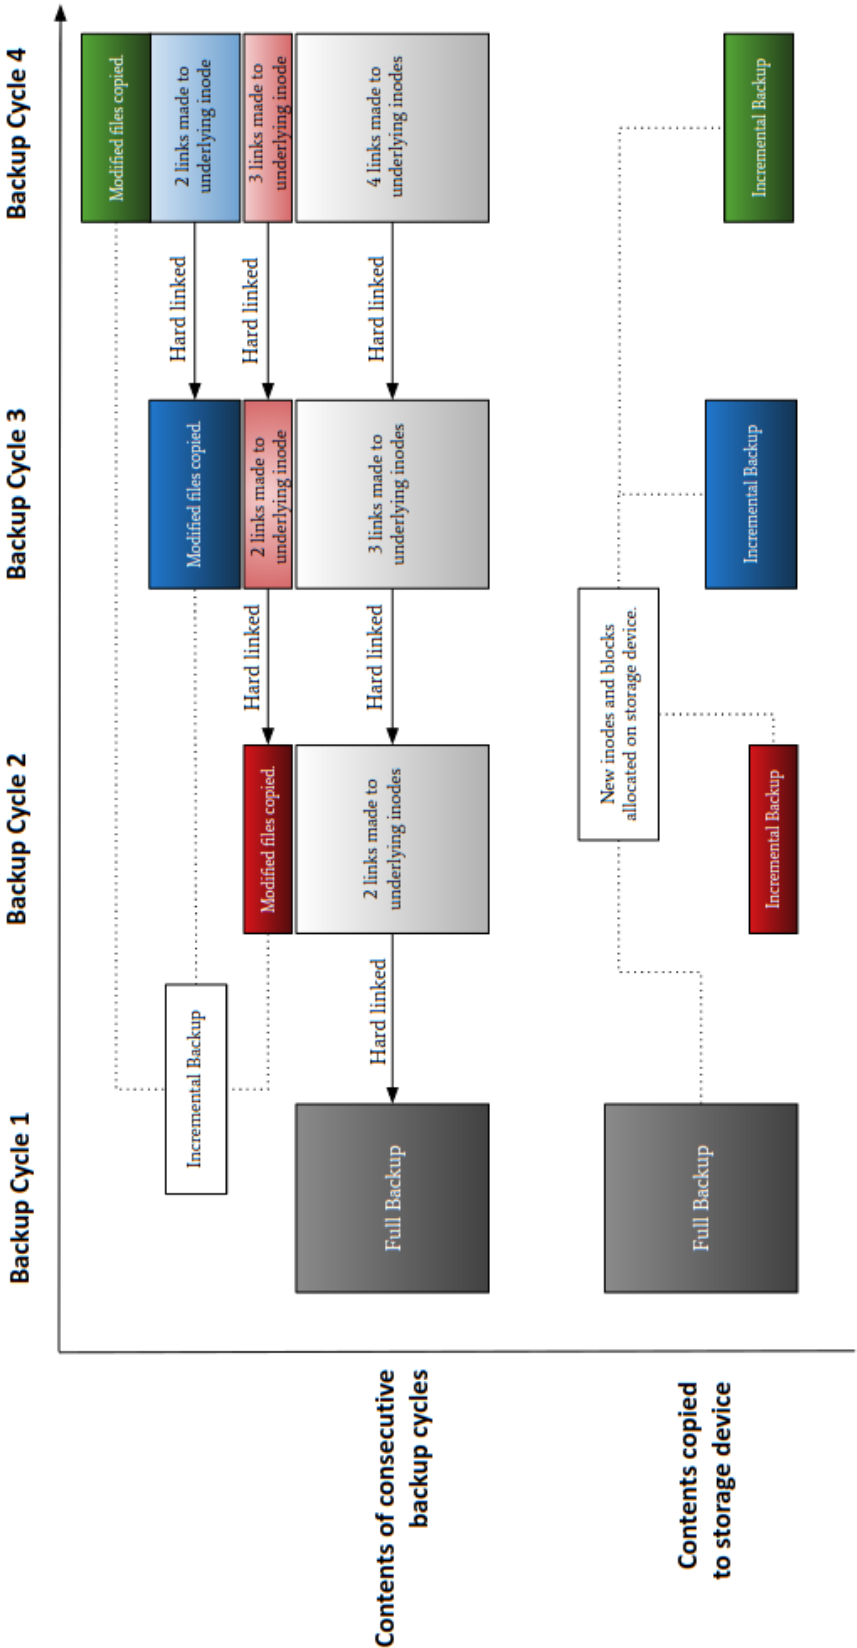 Backup Cycle 1
Backup Cycle 2
Backup Cycle 3
Backup Cycle 4
Contents of consecutive
backup cycles
Incremental Backup
Full Backup
Hard linked
Modified files copied.
2 links made to
underlying inodes
Hard linked
Hard linked
Modified files copied.
2 links made to
underlying inode
3 links made to
underlying inodes
Hard linked
Hard linked
Hard linked
Modified files copied.
2 links made to
underlying inode
3 links made to
underlying inode
4 links made to
underlying inodes
Contents copied
to storage device
Full Backup
New inodes and blocks
allocated on storage device.
Incremental Backup
Incremental Backup
Incremental Backup